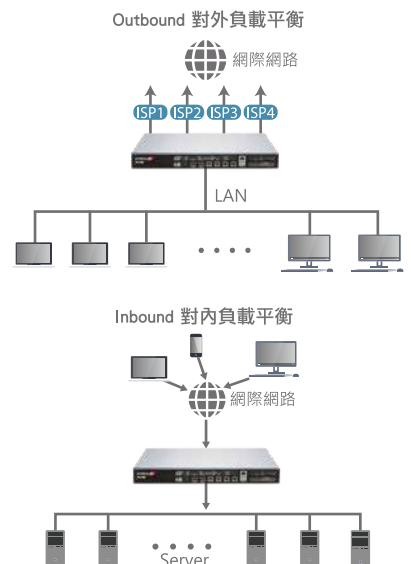 Outbound 對外負載平衡
網際網路
ISP1 ISP2 ISP3 ISP4
LAN
Inbound 對內負載平衡
網際網路
Server